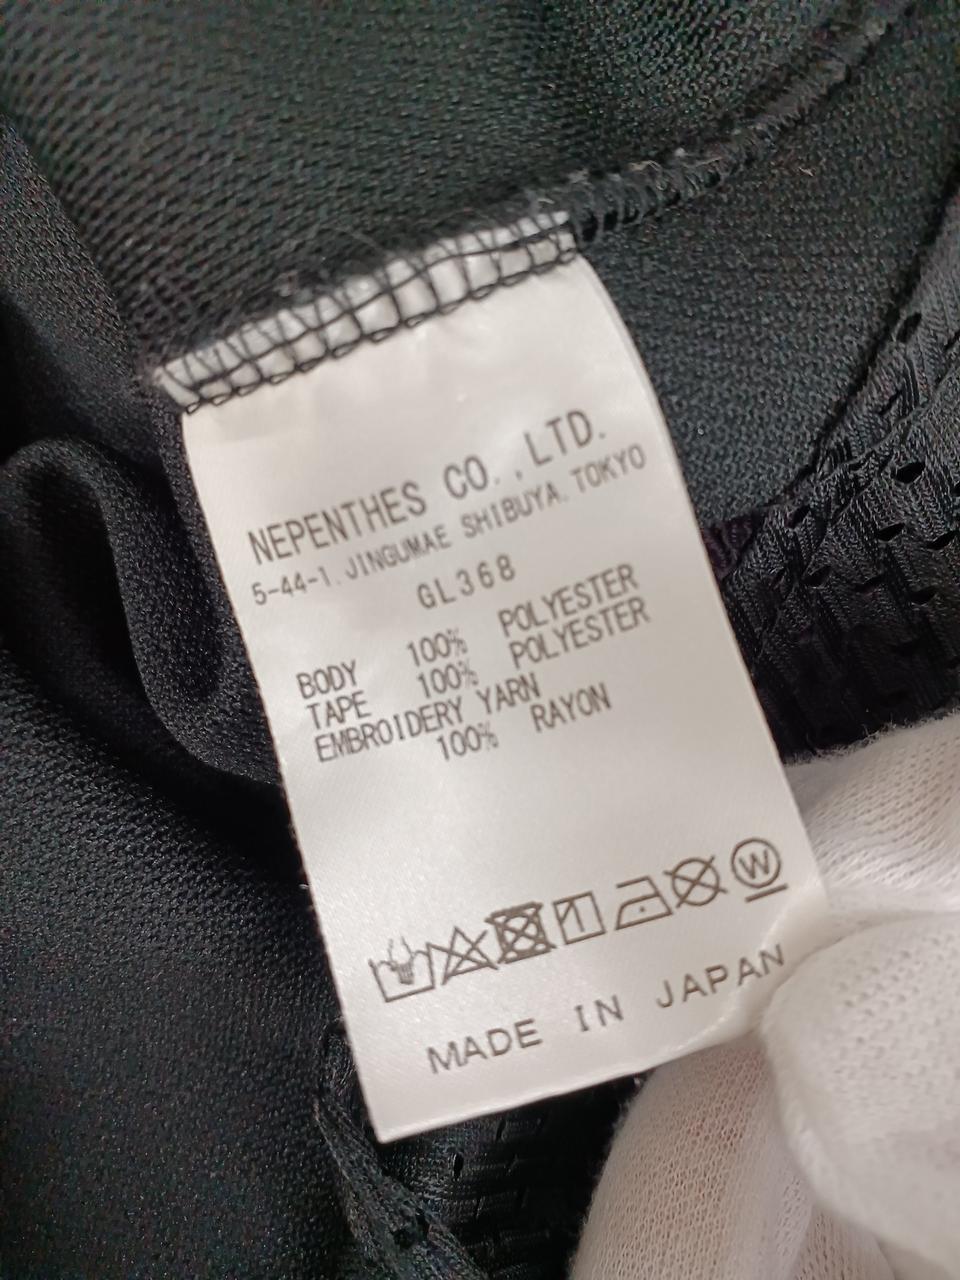 NEPENTHES CO.,LTD.
5-44-1.JINGUMAE SHIBUYA.TOKYO
GL368
BODY 100% POLYESTER
TAPE 100% POLYESTER
EMBROIDERY YARN
100% RAYON
W
MADE IN JAPAN